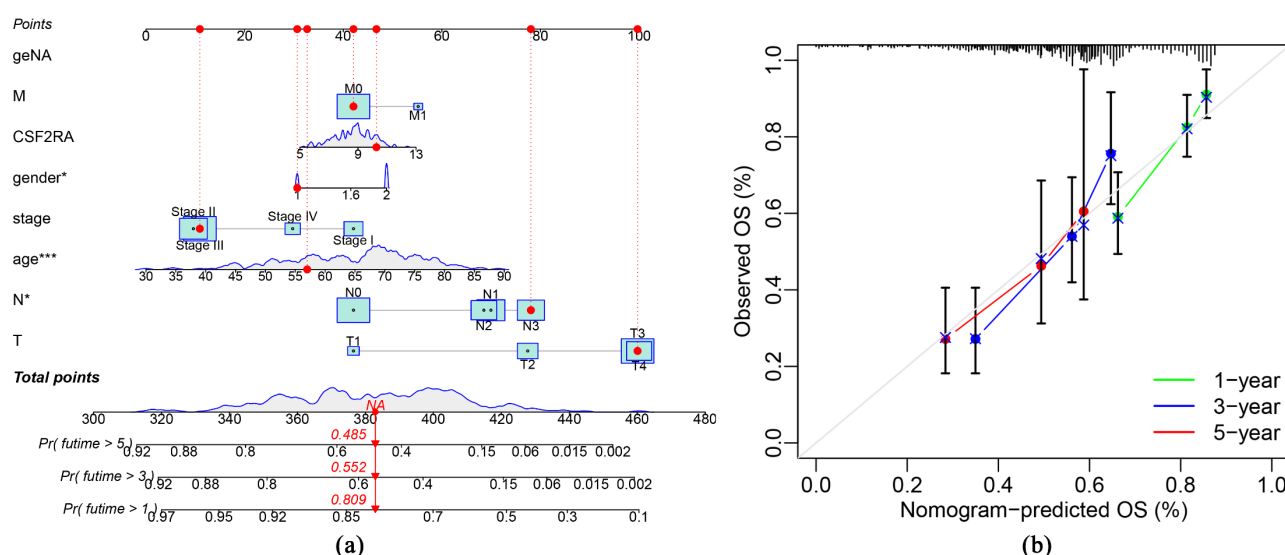 Points
0 20 40 60 80 100
geNA
M
M0
M1
CSF2RA
5 9 13
gender*
1 1.6 2
stage
Stage II
Stage III
Stage IV
Stage I
age***
30 35 40 45 50 55 60 65 70 75 80 85 90
N*
N0
N1
N2
N3
T
T1
T2
T3
T4
Total points
NA
300 320 340 360 380 400 420 440 460 480
0.485
Pr( futime > 5 )
0.92 0.88 0.8 0.6 0.4 0.15 0.06 0.015 0.002
0.552
Pr( futime > 3 )
0.92 0.88 0.8 0.6 0.4 0.15 0.06 0.015 0.002
0.809
Pr( futime > 1 )
0.97 0.95 0.92 0.85 0.7 0.5 0.3 0.1
(a)
Observed OS (%)
1.0
0.8
0.6
0.4
0.2
0.0
1-year
3-year
5-year
0.0 0.2 0.4 0.6 0.8 1.0
Nomogram-predicted OS (%)
(b)